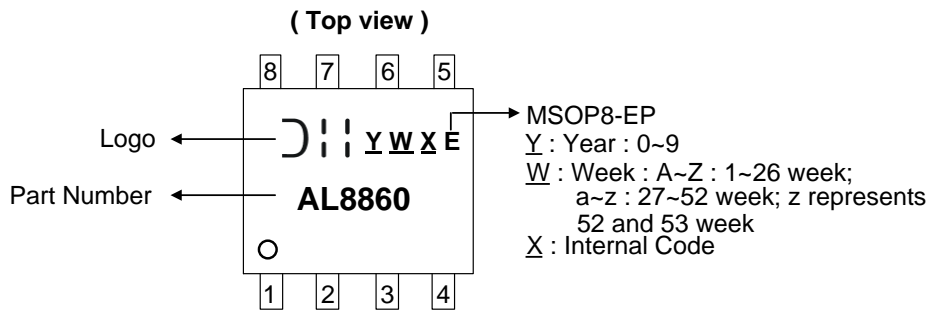 ( Top view )
8 7 6 5
Logo
Y W X E
Part Number
AL8860
MSOP8-EP
Y : Year : 0~9
W : Week : A~Z : 1~26 week;
a~z : 27~52 week; z represents
52 and 53 week
X : Internal Code
1 2 3 4